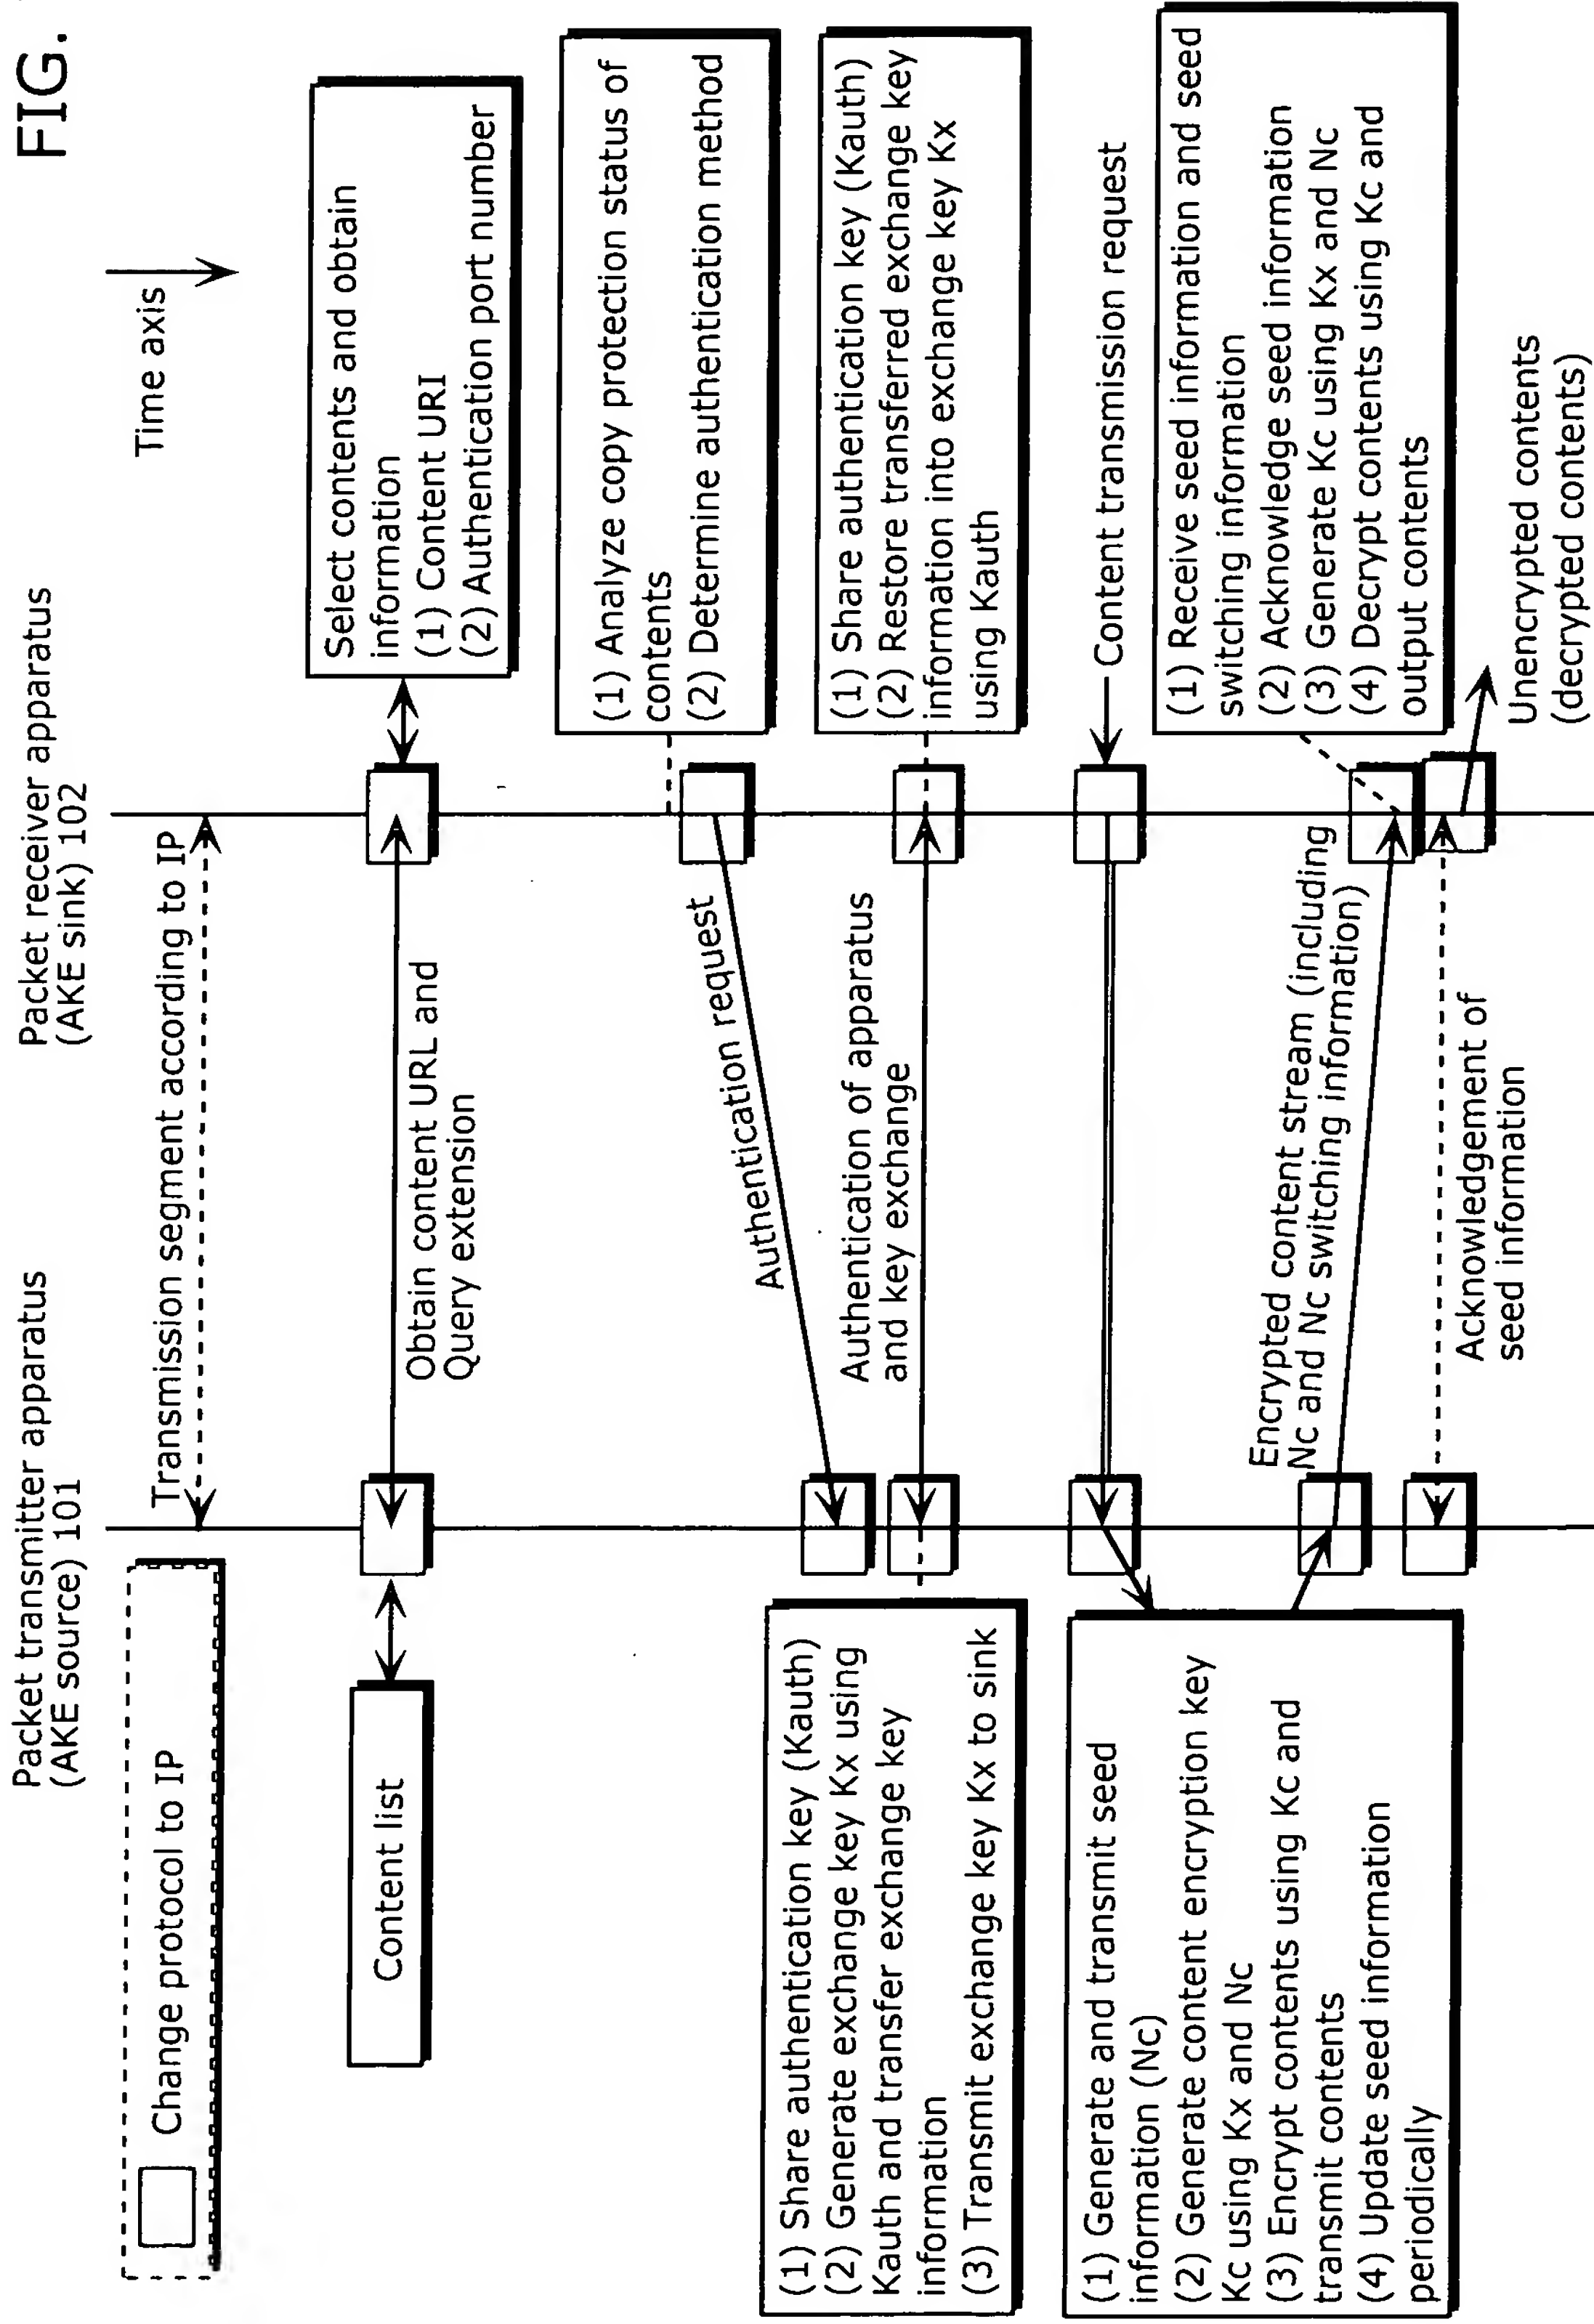 FIG.
Packet transmitter apparatus
(AKE source) 101
Packet receiver apparatus
(AKE sink) 102
Change protocol to IP
Transmission segment according to IP
Time axis
Content list
Obtain content URL and
Query extension
Select contents and obtain
information
(1) Content URI
(2) Authentication port number
(1) Analyze copy protection status of
contents
(2) Determine authentication method
Authentication request
(1) Share authentication key (Kauth)
(2) Generate exchange key Kx using
Kauth and transfer exchange key
information
(3) Transmit exchange key Kx to sink
Authentication of apparatus
and key exchange
(1) Share authentication key (Kauth)
(2) Restore transferred exchange key
information into exchange key Kx
using Kauth
Content transmission request
(1) Generate and transmit seed
information (Nc)
(2) Generate content encryption key
Kc using Kx and Nc
(3) Encrypt contents using Kc and
transmit contents
(4) Update seed information
periodically
Encrypted content stream (including
Nc and Nc switching information)
(1) Receive seed information and seed
switching information
(2) Acknowledge seed information
(3) Generate Kc using Kx and Nc
(4) Decrypt contents using Kc and
output contents
Acknowledgement of
seed information
Unencrypted contents
(decrypted contents)